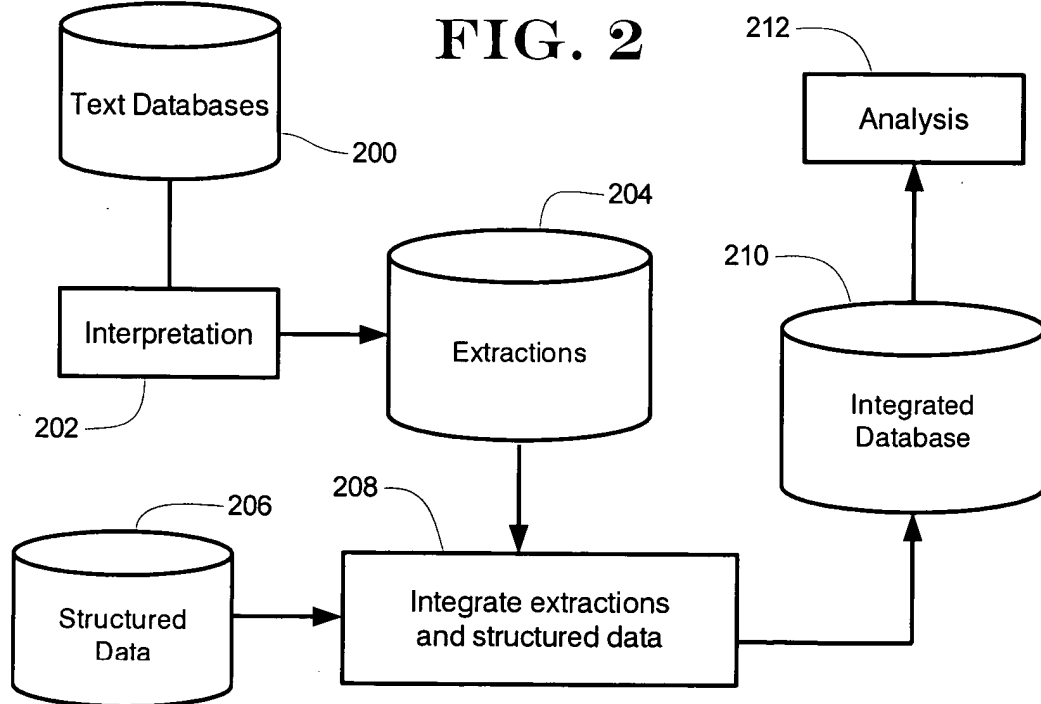 FIG. 2
Text Databases
200
Interpretation
202
204
Extractions
206
Structured
Data
208
Integrate extractions
and structured data
210
Integrated
Database
212
Analysis